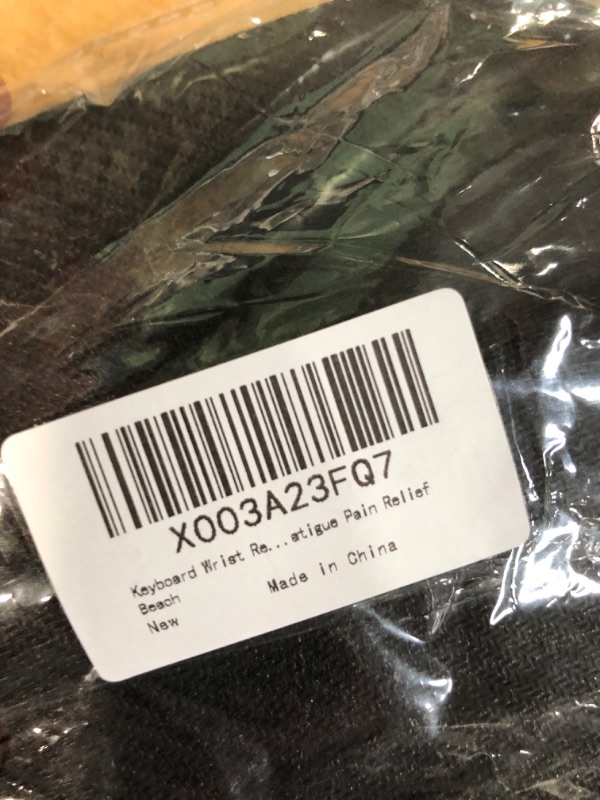 X003A23FQ7
Keyboard Wrist Re...atigue Pain Relief
Beach
New
Made in China